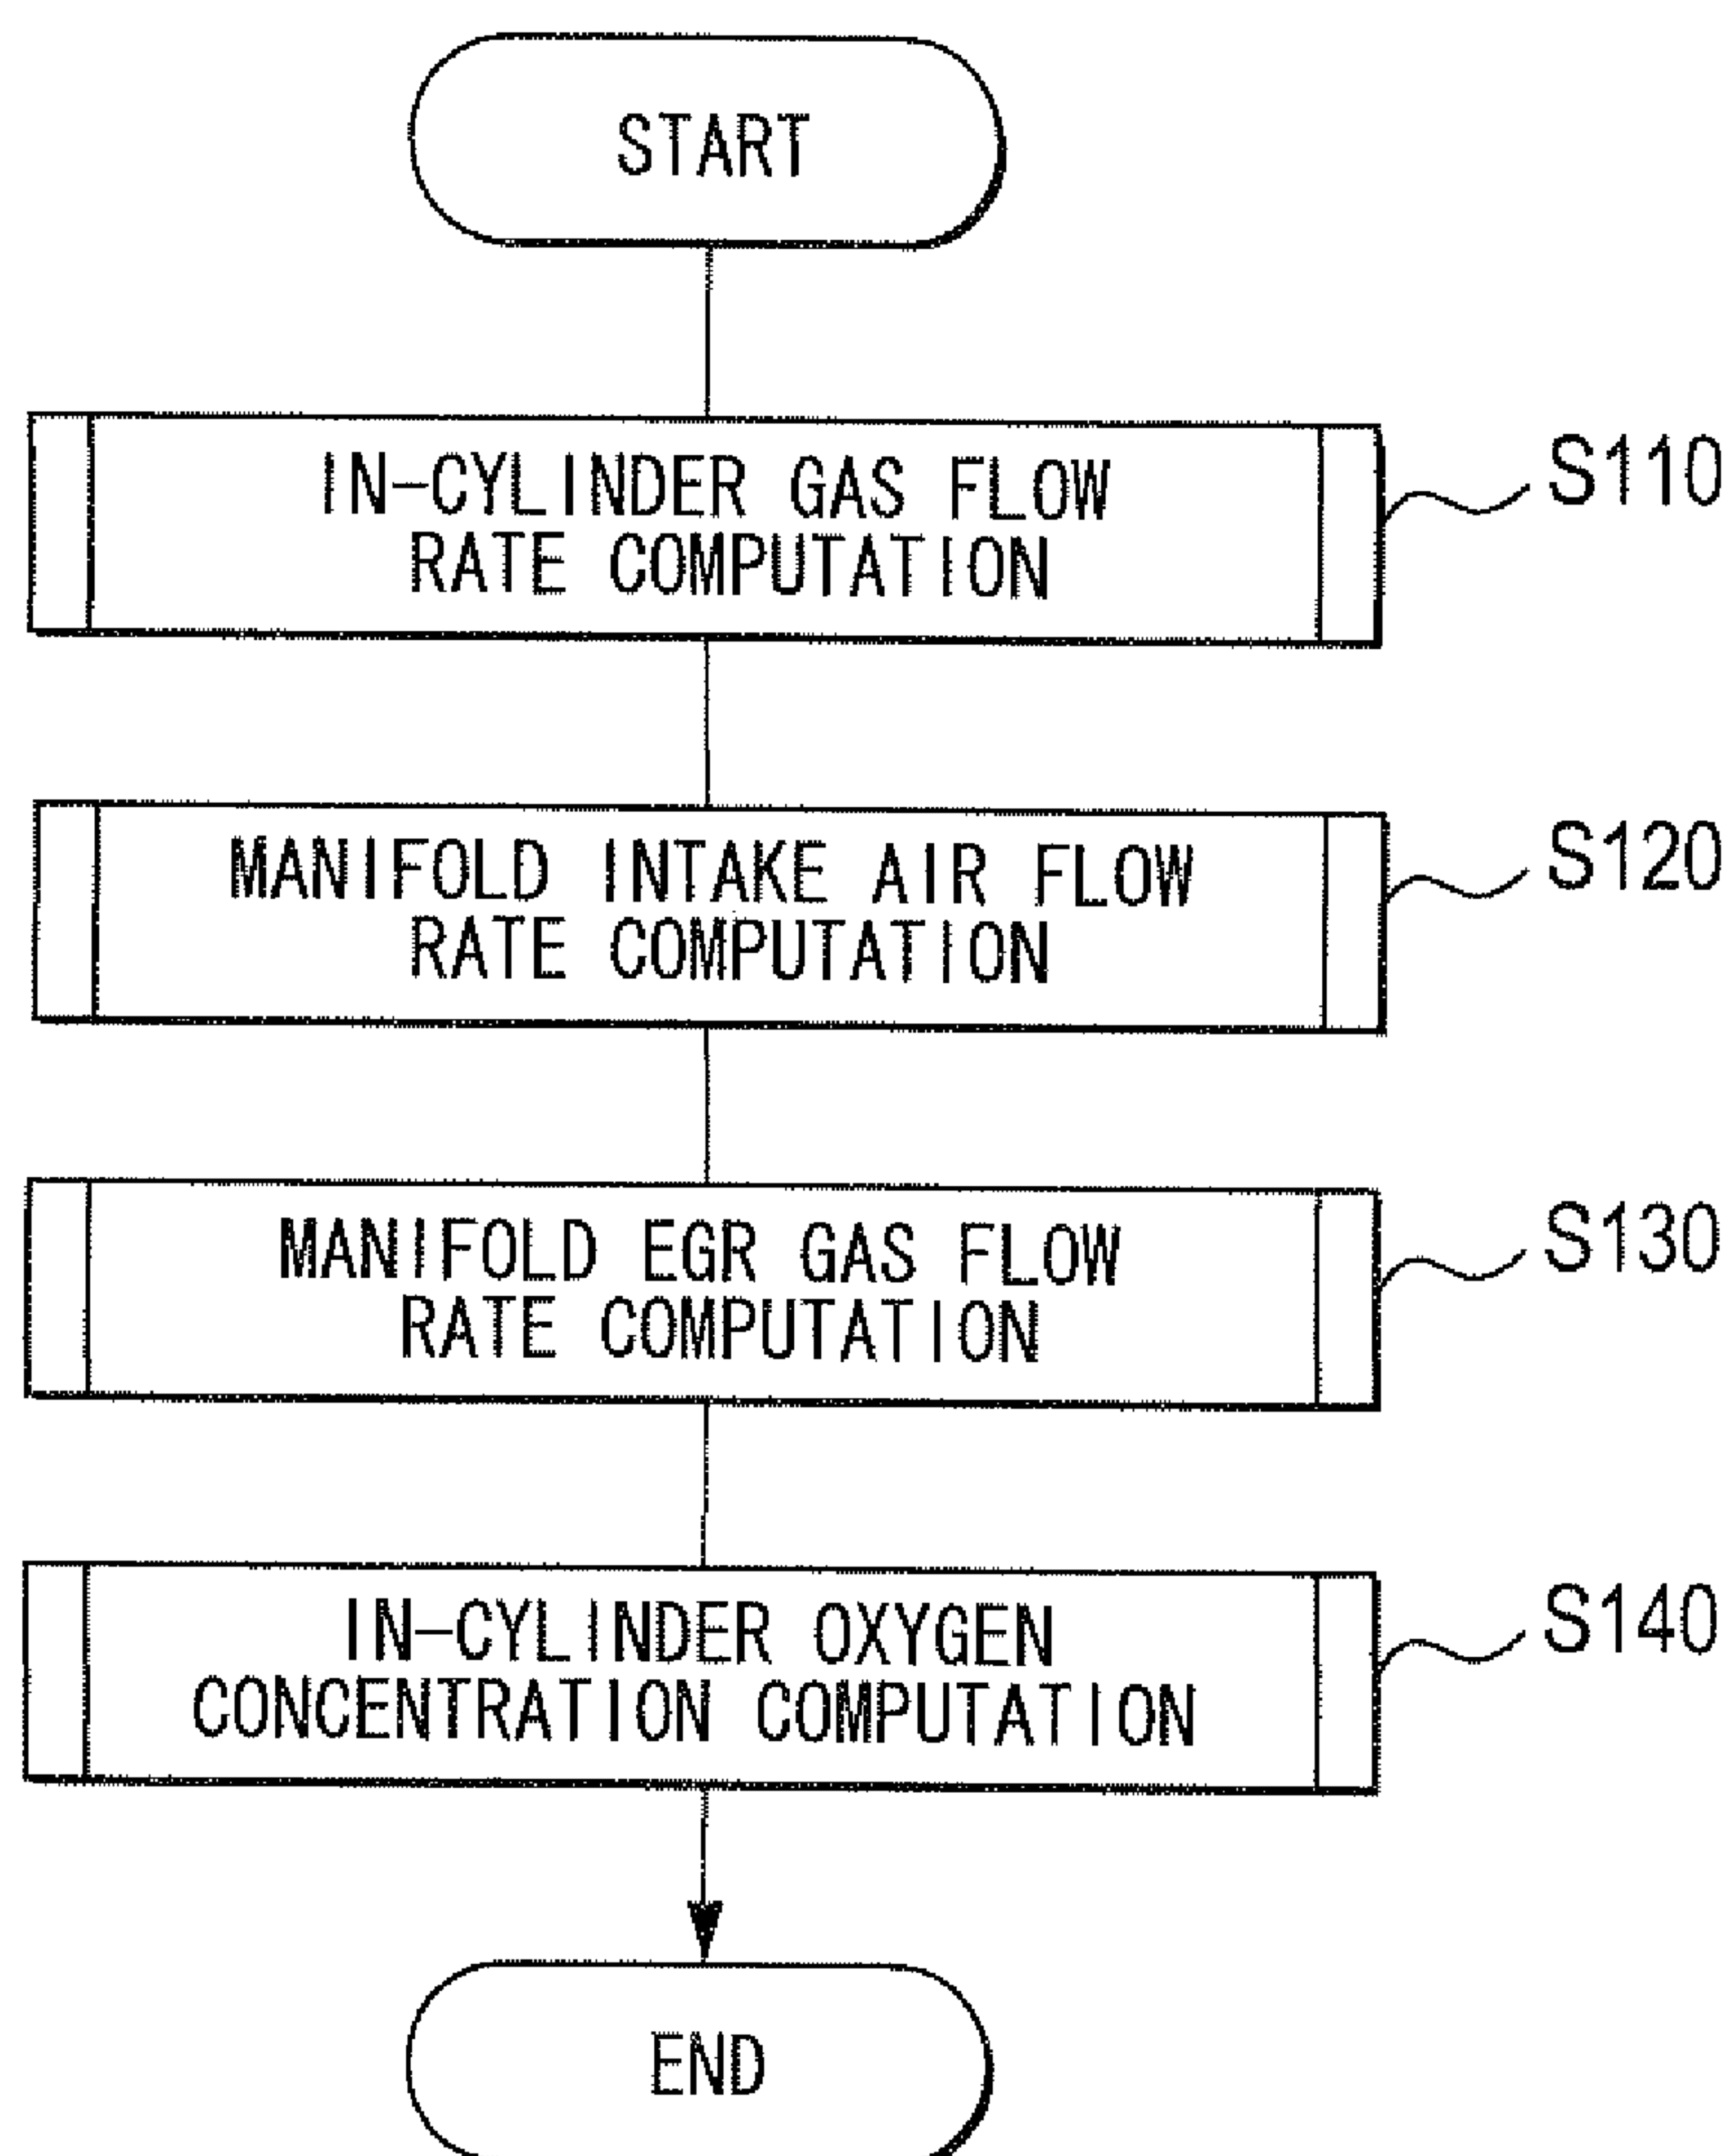 START
IN-CYLINDER GAS FLOW
RATE COMPUTATION
S110
MANIFOLD INTAKE AIR FLOW
RATE COMPUTATION
S120
MANIFOLD EGR GAS FLOW
RATE COMPUTATION
S130
IN-CYLINDER OXYGEN
CONCENTRATION COMPUTATION
S140
END